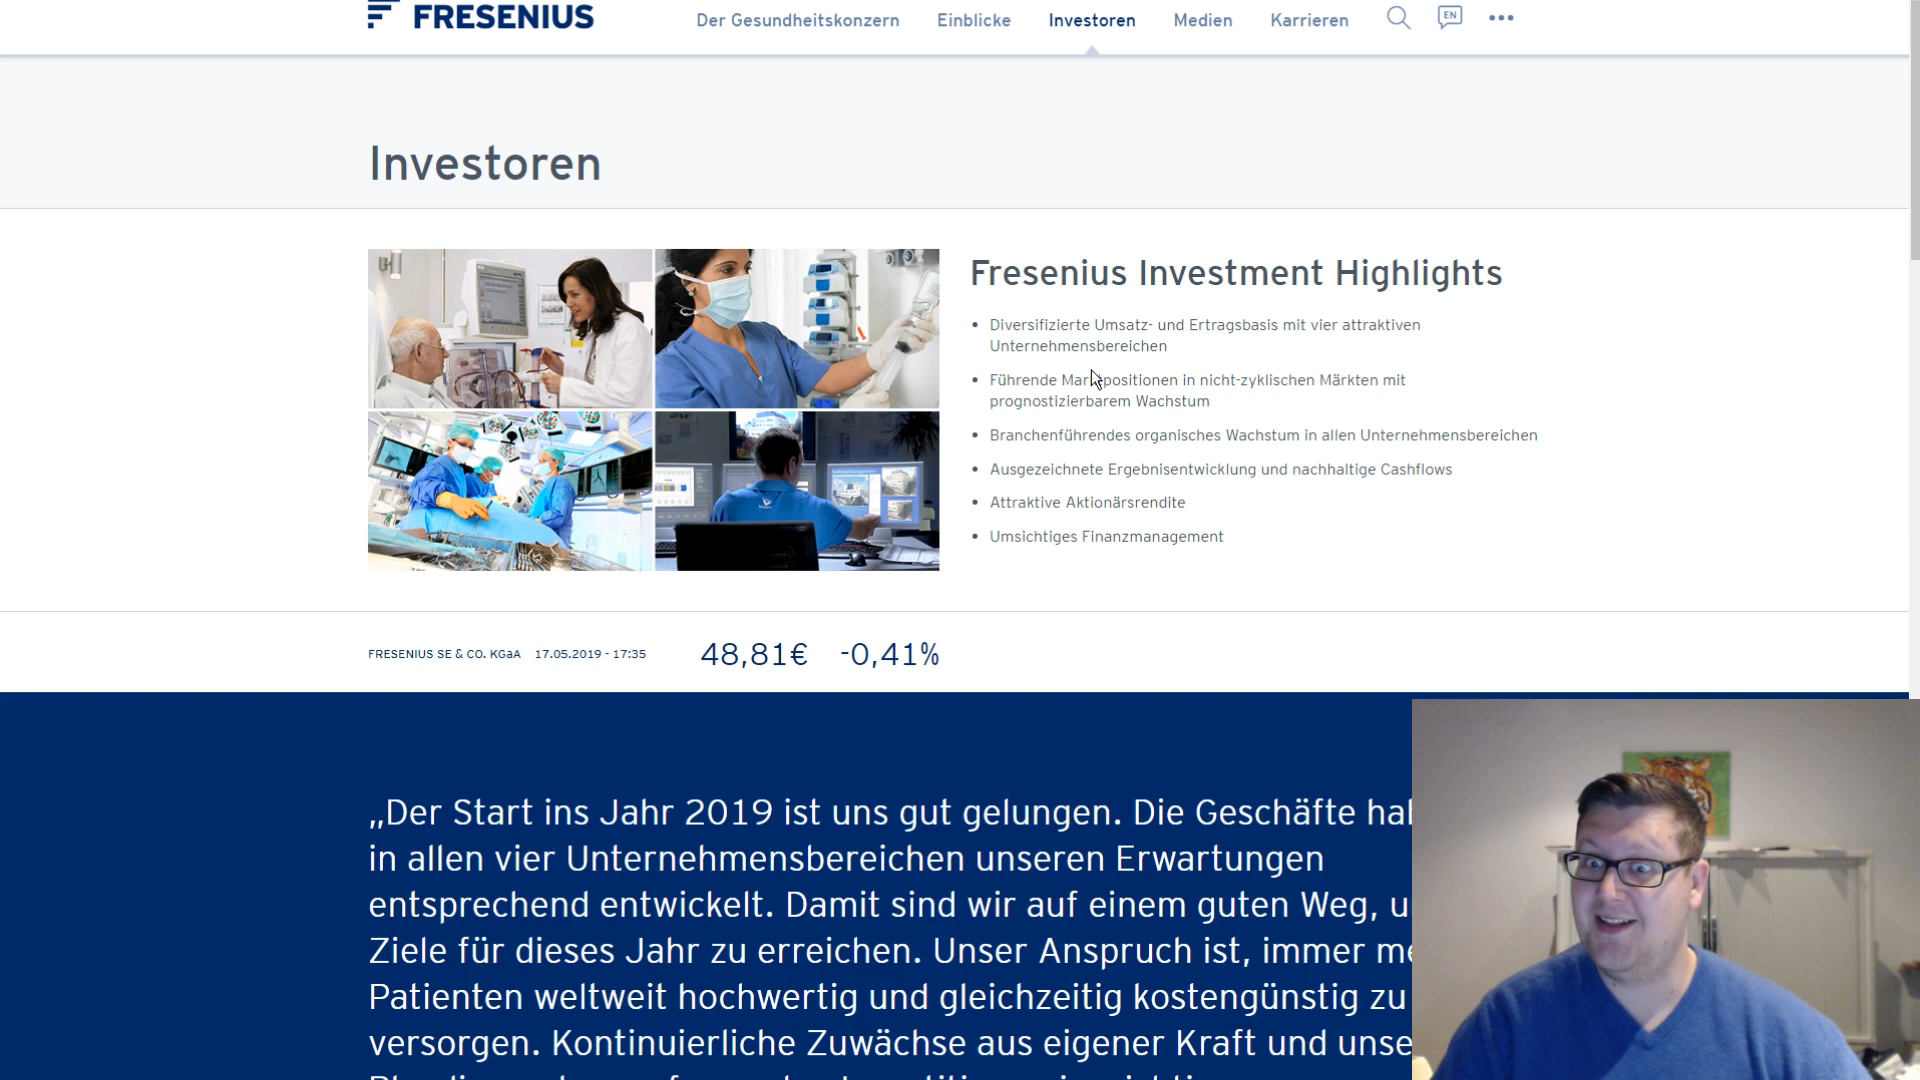 FRESENIUS
Der Gesundheitskonzern Einblicke Investoren Medien Karrieren EN
Investoren
Fresenius Investment Highlights
Diversifizierte Umsatz- und Ertragsbasis mit vier attraktiven
Unternehmensbereichen
Führende Marktpositionen in nicht-zyklischen Märkten mit
prognostizierbarem Wachstum
Branchenführendes organisches Wachstum in allen Unternehmensbereichen
Ausgezeichnete Ergebnisentwicklung und nachhaltige Cashflows
Attraktive Aktionärsrendite
Umsichtiges Finanzmanagement
FRESENIUS SE & CO. KGaA 17.05.2019 - 17:35 48,81€ -0,41%
„Der Start ins Jahr 2019 ist uns gut gelungen. Die Geschäfte
in allen vier Unternehmensbereichen unseren Erwartungen
entsprechend entwickelt. Damit sind wir auf einem guten Weg,
Ziele für dieses Jahr zu erreichen. Unser Anspruch ist, immer
Patienten weltweit hochwertig und gleichzeitig kostengünstig zu
versorgen. Kontinuierliche Zuwächse aus eigener Kraft und